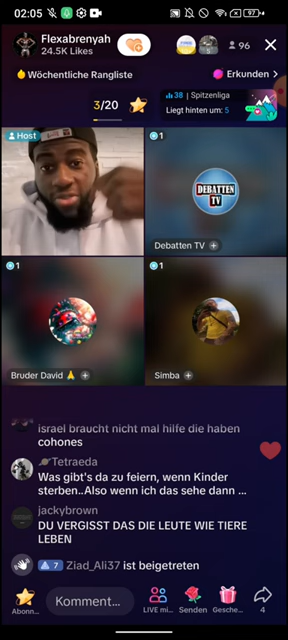 02:05
97
Flexabrenyah
24.5K Likes
96
Wöchentliche Rangliste
Erkunden >
3/20
38 | Spitzenliga
Liegt hinten um: 5
Host
1
DEBATTEN
TV
Debatten TV
1
Bruder David 🙏
1
Simba
israel braucht nicht mal hilfe die haben
cohones
🪐Tetraeda
Was gibt's da zu feiern, wenn Kinder
sterben..Also wenn ich das sehe dann ...
jackybrown
DU VERGISST DAS DIE LEUTE WIE TIERE
LEBEN
7 Ziad_Ali37 ist beigetreten
Kommen...
4
Abonn...
LIVE mi...
Senden
Gesche...